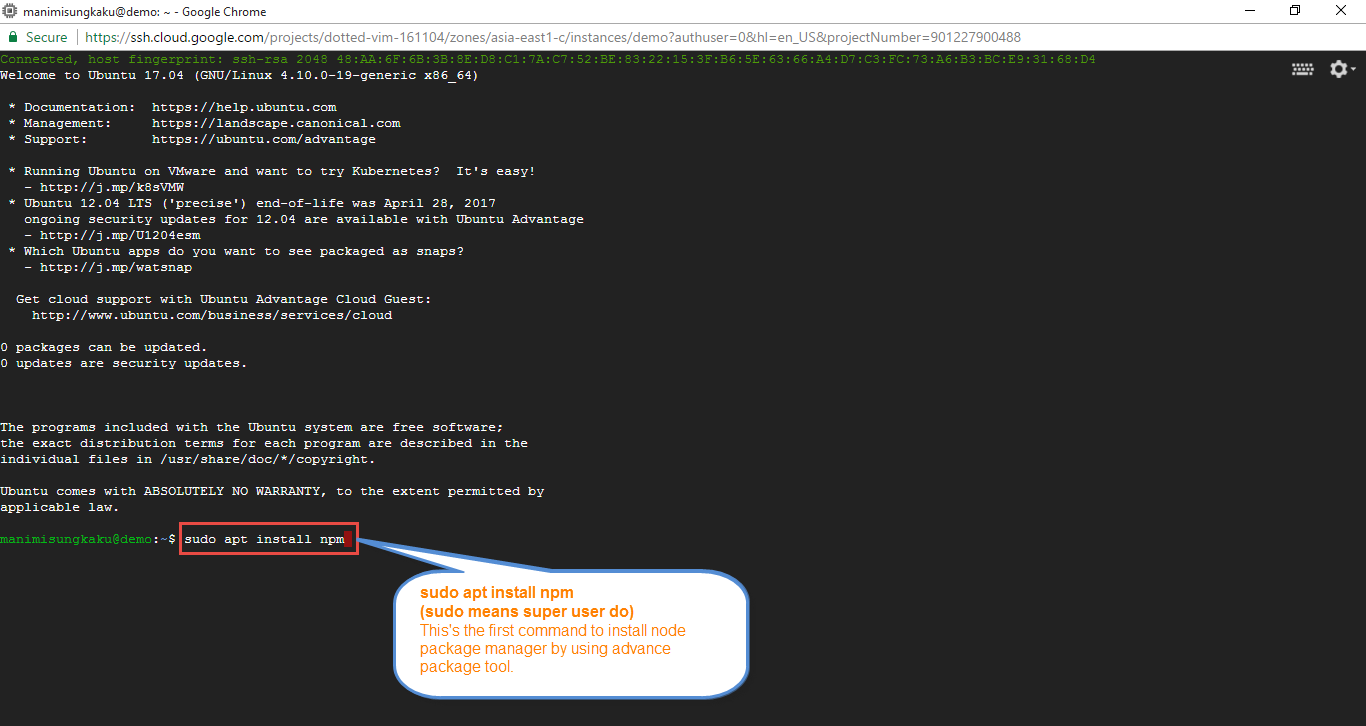 manimisungkaku@demo: ~ - Google Chrome
Secure https://ssh.cloud.google.com/projects/dotted-vim-161104/zones/asia-east1-c/instances/demo?authuser=0&hl=en_US&projectNumber=901227900488
Connected, host fingerprint: ssh-rsa 2048 48:AA:6F:6B:3B:8E:D8:C1:7A:C7:52:BE:83:22:15:3F:B6:5E:63:66:A4:D7:C3:FC:73:A6:B3:BC:E9:31:68:D4
Welcome to Ubuntu 17.04 (GNU/Linux 4.10.0-19-generic x86_64)
* Documentation:  https://help.ubuntu.com
* Management:     https://landscape.canonical.com
* Support:        https://ubuntu.com/advantage
* Running Ubuntu on VMware and want to try Kubernetes?  It's easy!
- http://j.mp/k8sVMW
* Ubuntu 12.04 LTS ('precise') end-of-life was April 28, 2017
ongoing security updates for 12.04 are available with Ubuntu Advantage
- http://j.mp/U1204esm
* Which Ubuntu apps do you want to see packaged as snaps?
- http://j.mp/watsnap
Get cloud support with Ubuntu Advantage Cloud Guest:
http://www.ubuntu.com/business/services/cloud
0 packages can be updated.
0 updates are security updates.
The programs included with the Ubuntu system are free software;
the exact distribution terms for each program are described in the
individual files in /usr/share/doc/*/copyright.
Ubuntu comes with ABSOLUTELY NO WARRANTY, to the extent permitted by
applicable law.
manimisungkaku@demo:~$ sudo apt install npm
sudo apt install npm
(sudo means super user do)
This's the first command to install node
package manager by using advance
package tool.